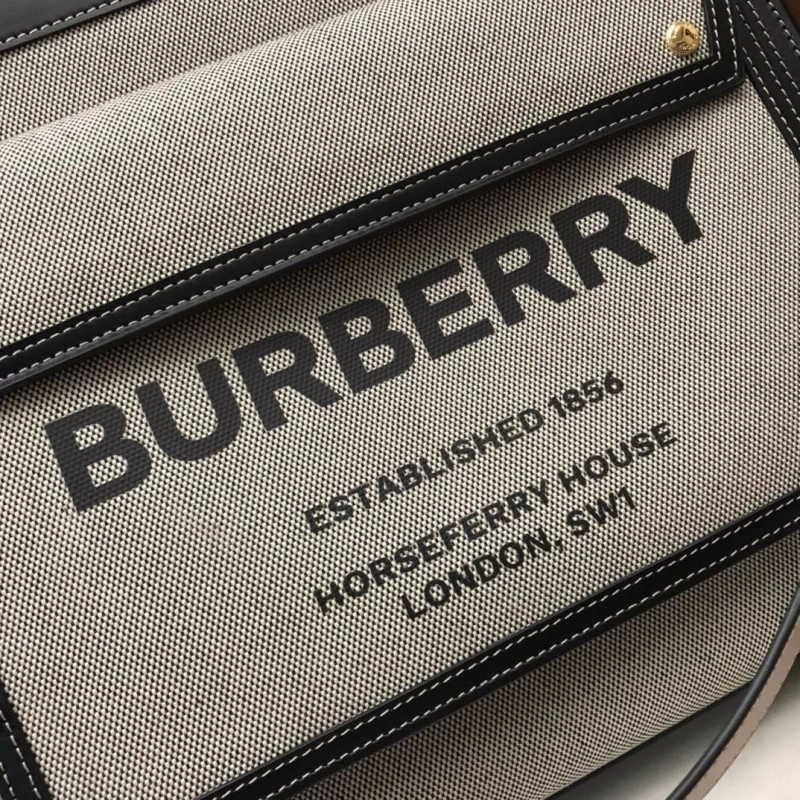 BURBERRY
ESTABLISHED 1856
HORSEFERRY HOUSE
LONDON, SW1